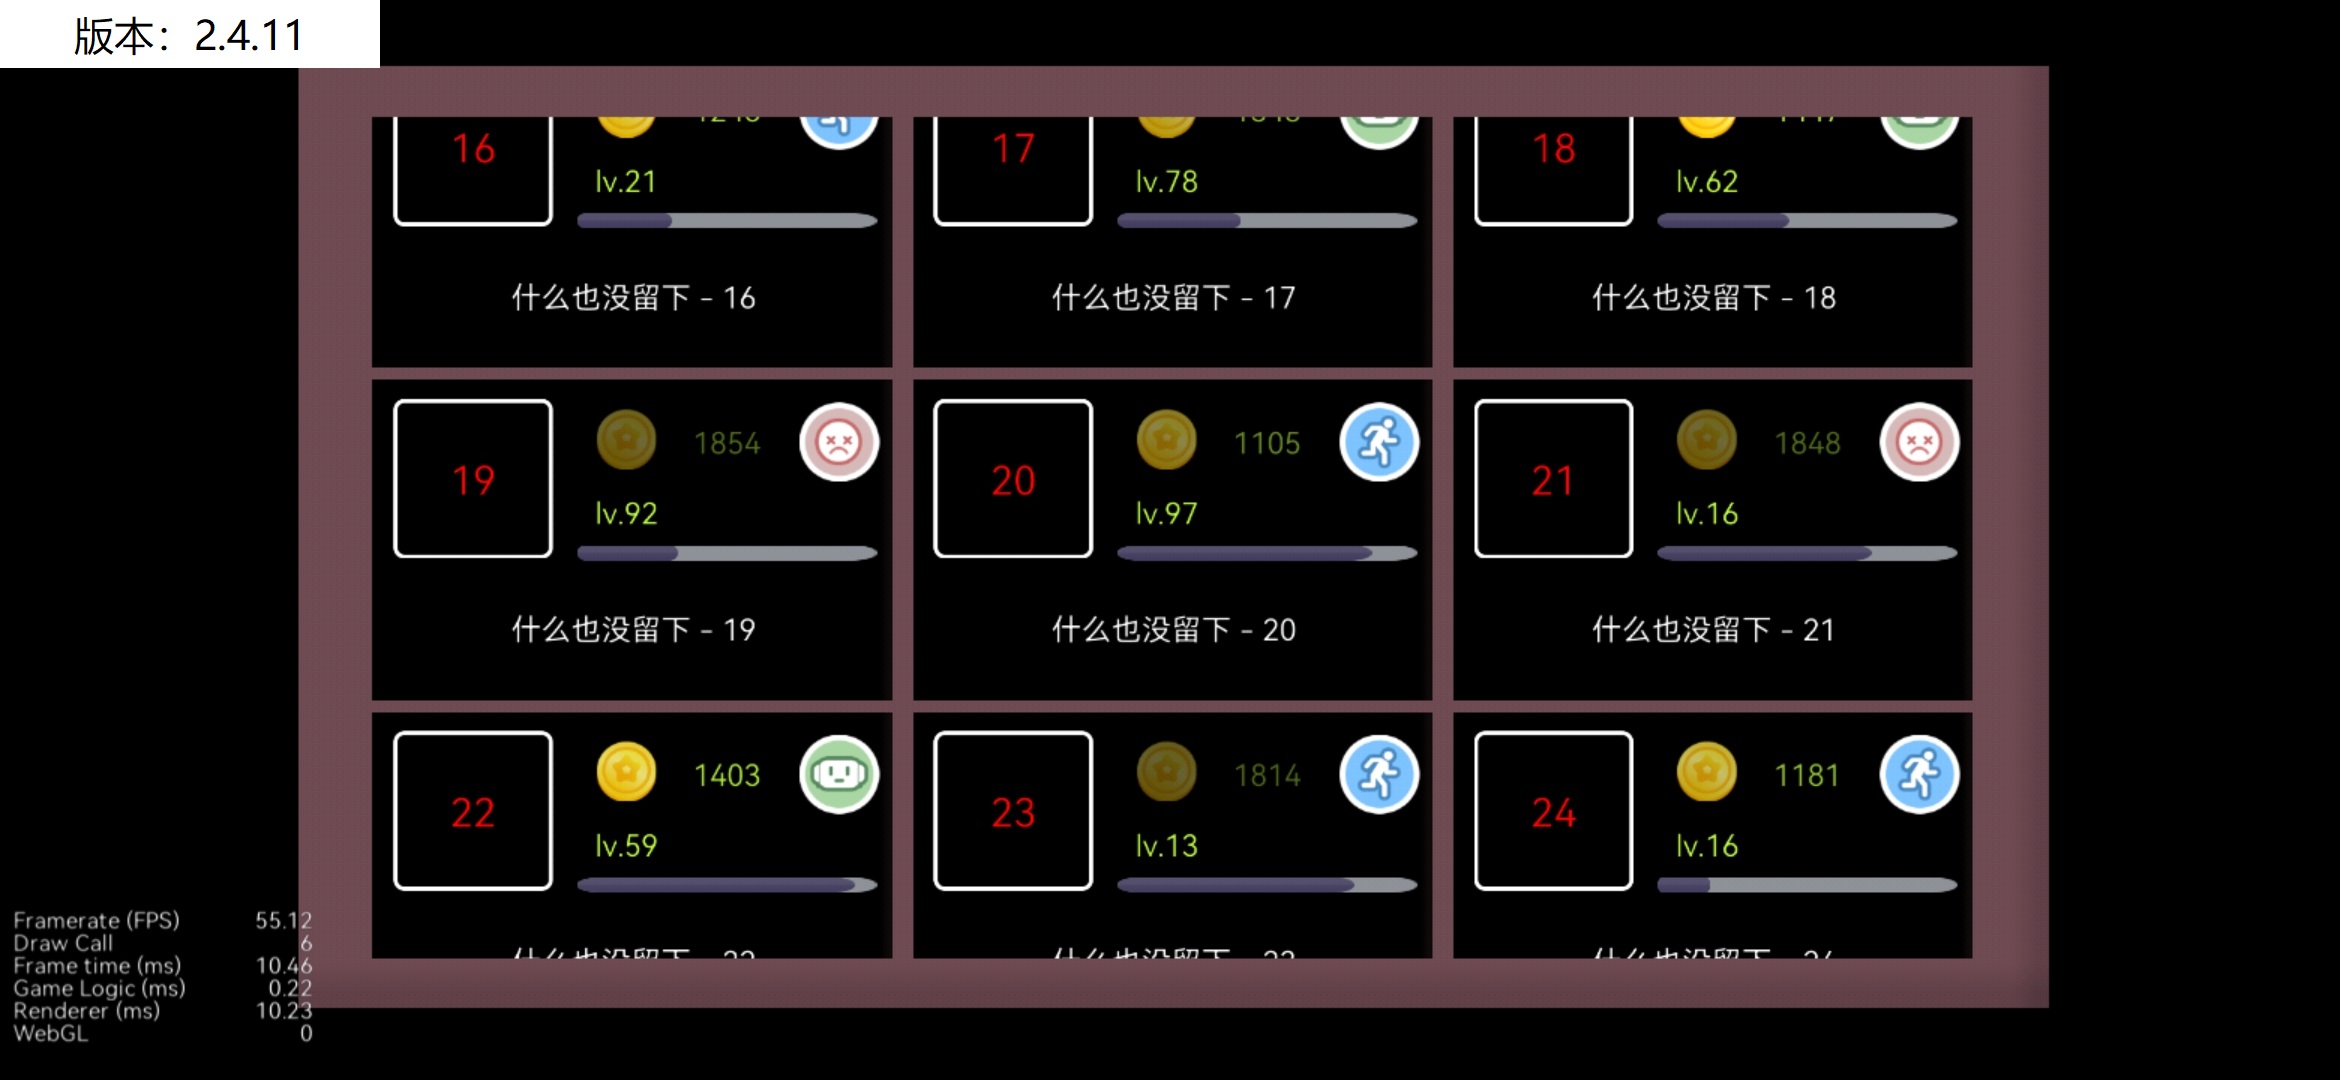 版本：2.4.11
16
lv.21
17
lv.78
18
lv.62
什么也没留下 - 16
什么也没留下 - 17
什么也没留下 - 18
19
1854
lv.92
20
1105
lv.97
21
1848
lv.16
什么也没留下 - 19
什么也没留下 - 20
什么也没留下 - 21
22
1403
lv.59
23
1814
lv.13
24
1181
lv.16
Framerate (FPS) 55.12
Draw Call 6
Frame time (ms) 10.46
Game Logic (ms) 0.22
Renderer (ms) 10.23
WebGL 0